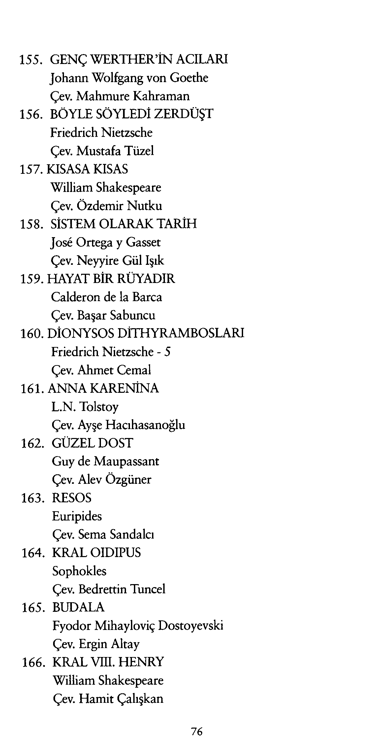 155. GENÇ WERTHER'İN ACILARI
Johann Wolfgang von Goethe
Çev. Mahmure Kahraman
156. BÖYLE SÖYLEDİ ZERDÜŞT
Friedrich Nietzsche
Çev. Mustafa Tüzel
157. KISASA KISAS
William Shakespeare
Çev. Özdemir Nutku
158. SİSTEM OLARAK TARİH
José Ortega y Gasset
Çev. Neyyire Gül Işık
159. HAYAT BİR RÜYADIR
Calderon de la Barca
Çev. Başar Sabuncu
160. DİONYSOS DİTHYRAMBOSLARI
Friedrich Nietzsche - 5
Çev. Ahmet Cemal
161. ANNA KARENİNA
L.N. Tolstoy
Çev. Ayşe Hacıhasanoğlu
162. GÜZEL DOST
Guy de Maupassant
Çev. Alev Özgüner
163. RESOS
Euripides
Çev. Sema Sandalcı
164. KRAL OIDIPUS
Sophokles
Çev. Bedrettin Tuncel
165. BUDALA
Fyodor Mihayloviç Dostoyevski
Çev. Ergin Altay
166. KRAL VIII. HENRY
William Shakespeare
Çev. Hamit Çalışkan
76